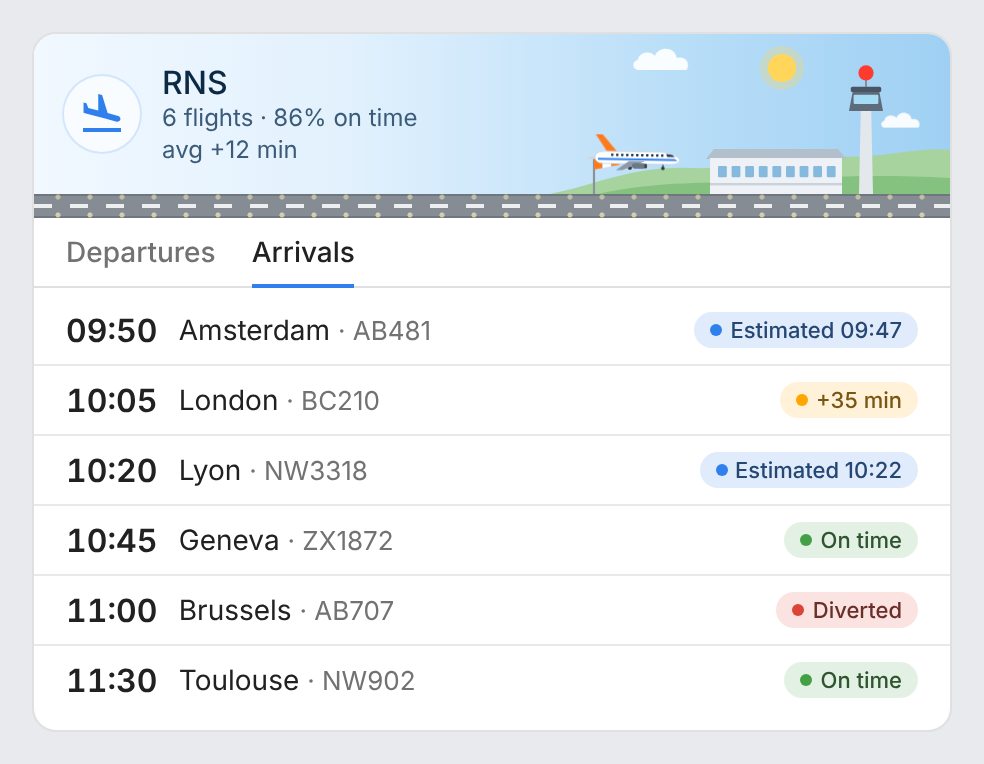 RNS
6 flights · 86% on time
avg +12 min
Departures Arrivals
09:50 Amsterdam · AB481 Estimated 09:47
10:05 London · BC210 +35 min
10:20 Lyon · NW3318 Estimated 10:22
10:45 Geneva · ZX1872 On time
11:00 Brussels · AB707 Diverted
11:30 Toulouse · NW902 On time